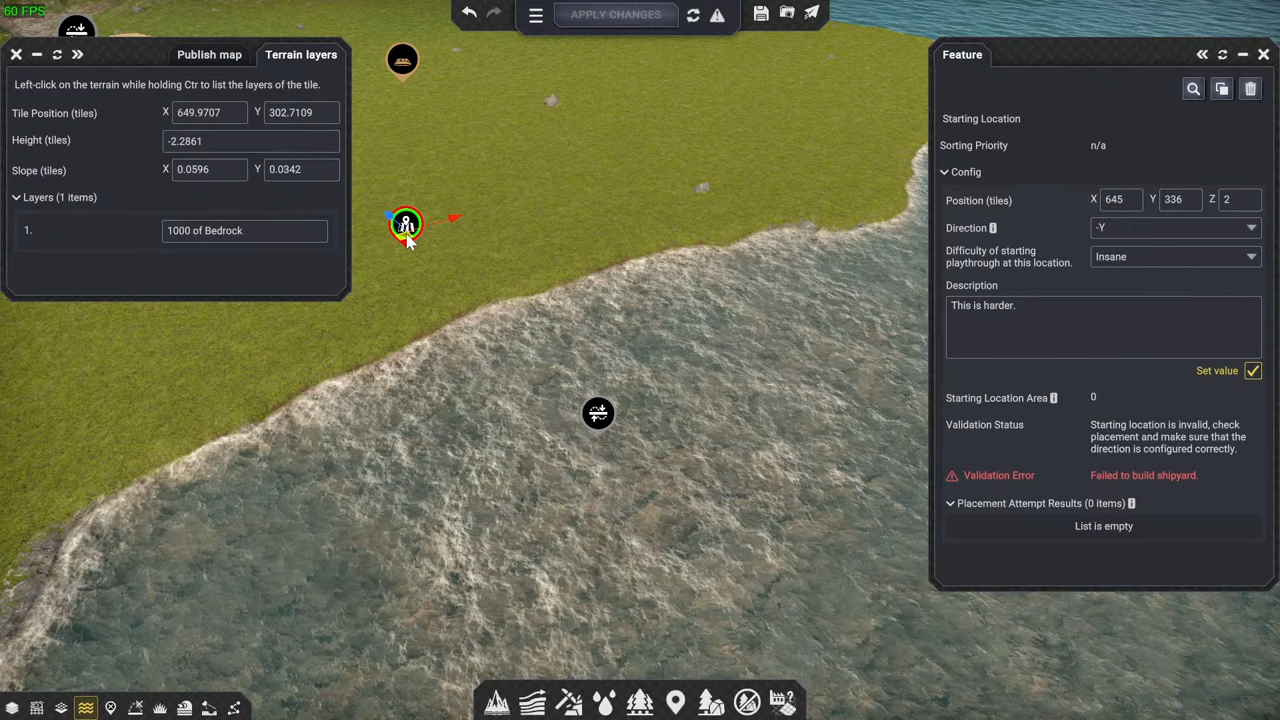 60 FPS
APPLY CHANGES
Publish map
Terrain layers
Left-click on the terrain while holding Ctr to list the layers of the tile.
Tile Position (tiles) X 649.9707 Y 302.7109
Height (tiles) -2.2861
Slope (tiles) X 0.0596 Y 0.0342
Layers (1 items)
1. 1000 of Bedrock
Feature
Starting Location
Sorting Priority n/a
Config
Position (tiles) X 645 Y 336 Z 2
Direction -Y
Difficulty of starting
playthrough at this location. Insane
Description
This is harder.
Set value
Starting Location Area 0
Validation Status Starting location is invalid, check
placement and make sure that the
direction is configured correctly.
Validation Error Failed to build shipyard.
Placement Attempt Results (0 items)
List is empty